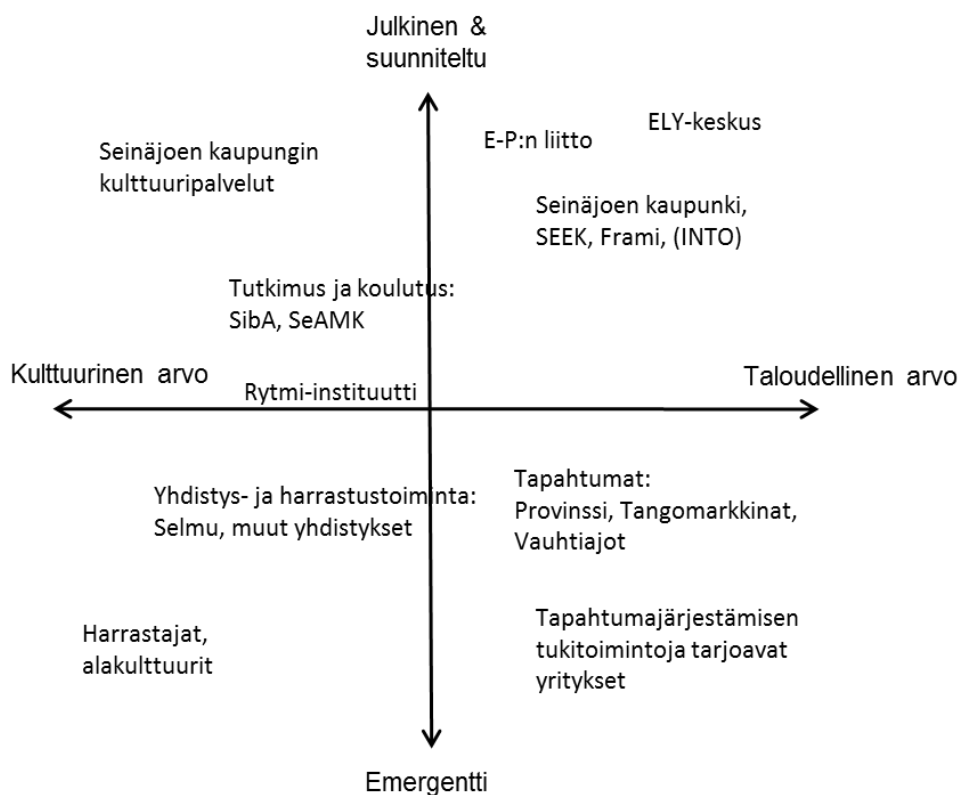 Julkinen &
suunniteltu
ELY-keskus
E-P:n liitto
Seinäjoen kaupungin
kulttuuripalvelut
Seinäjoen kaupunki,
SEEK, Frami, (INTO)
Tutkimus ja koulutus:
SibA, SeAMK
Kulttuurinen arvo
Rytmi-instituutti
Taloudellinen arvo
Yhdistys- ja harrastustoiminta:
Selmu, muut yhdistykset
Tapahtumat:
Provinssi, Tangomarkkinat,
Vauhtiajot
Harrastajat,
alakulttuurit
Tapahtumajärjestämisen
tukitoimintoja tarjoavat
yritykset
Emergentti